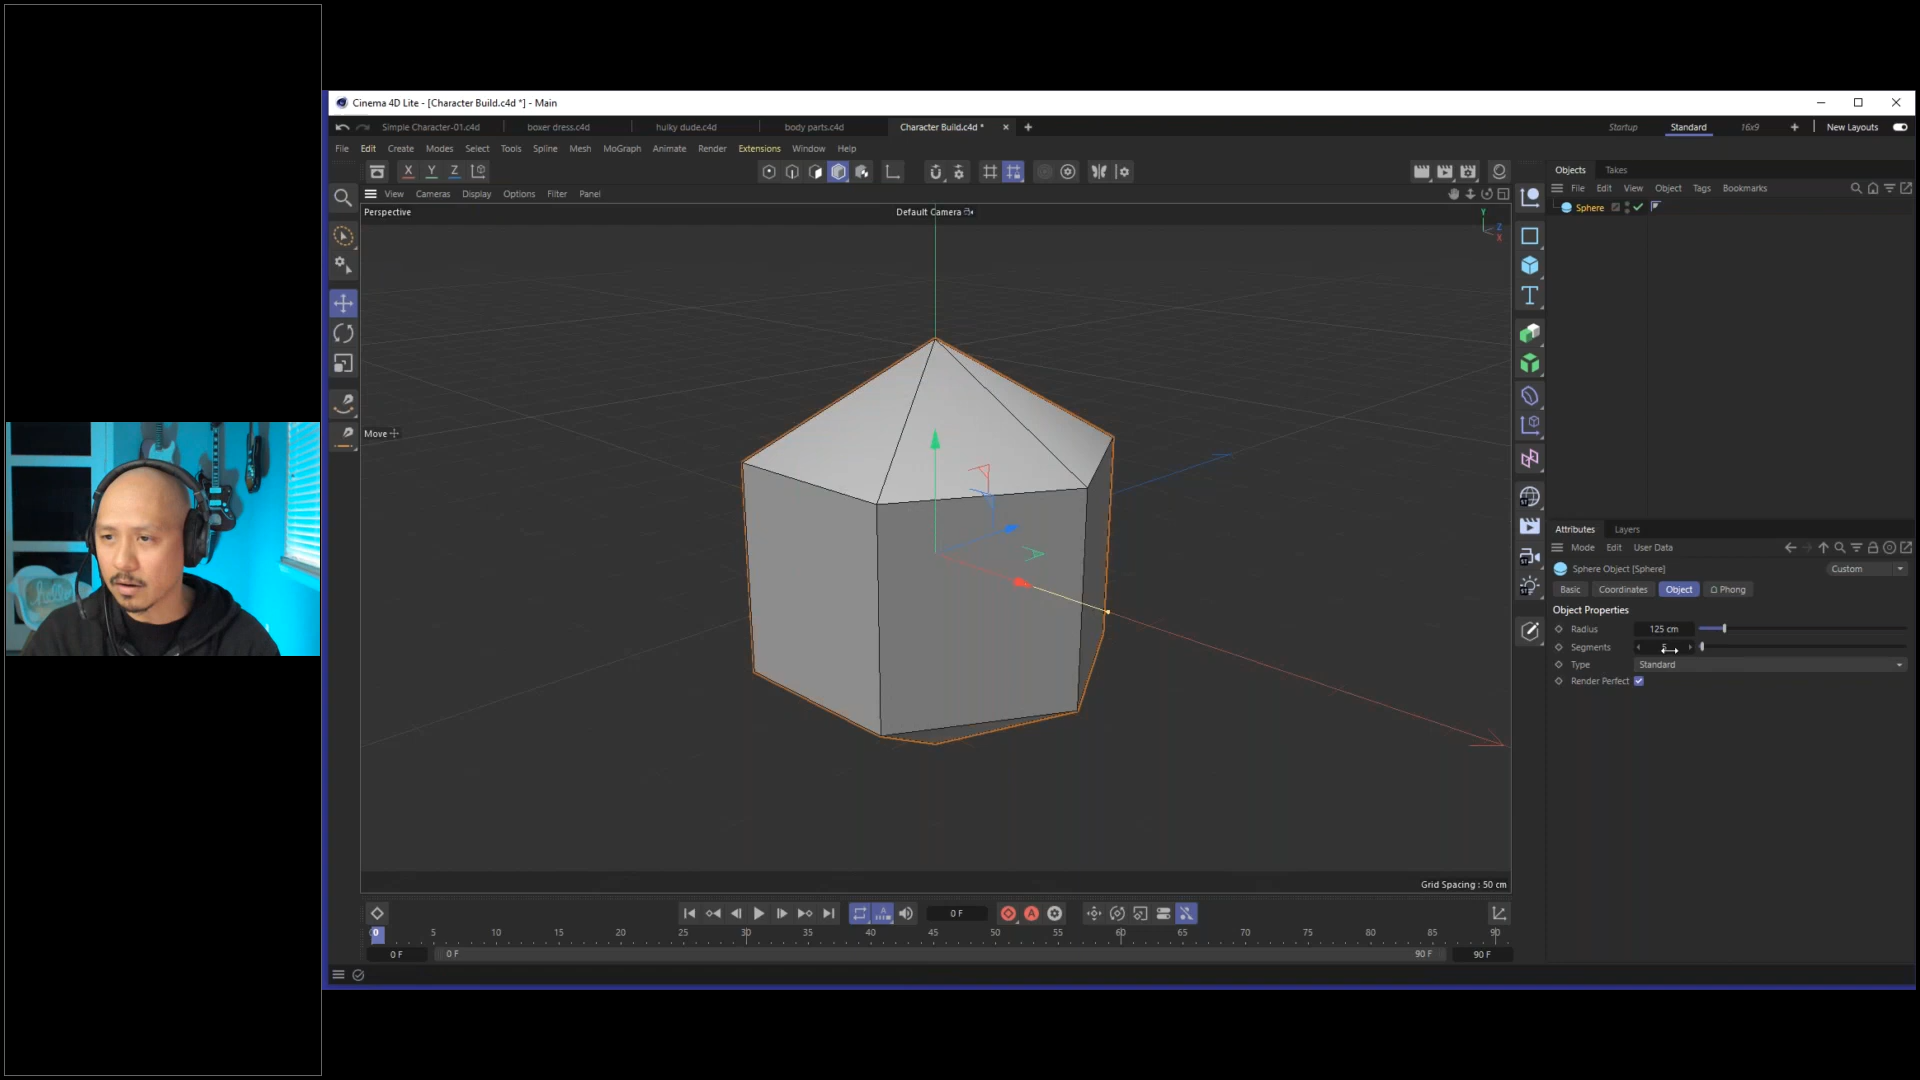 Cinema 4D Lite - [Character Build.c4d *] - Main
Simple Character-01.c4d boxer dress.c4d hulky dude.c4d body parts.c4d Character Build.c4d *
Startup Standard 16x9 New Layouts
File Edit Create Modes Select Tools Spline Mesh MoGraph Animate Render Extensions Window Help
X Y Z
Objects Takes
View Cameras Display Options Filter Panel
File Edit View Object Tags Bookmarks
Perspective
Default Camera
Y
Z
X
Sphere
Move
Grid Spacing : 50 cm
Attributes Layers
Mode Edit User Data
Sphere Object [Sphere]
Custom
Basic Coordinates Object Phong
Object Properties
Radius 125 cm
Segments
Type Standard
Render Perfect
0 F
0 5 10 15 20 25 30 35 40 45 50 55 60 65 70 75 80 85 90
0 F 0 F 90 F 90 F